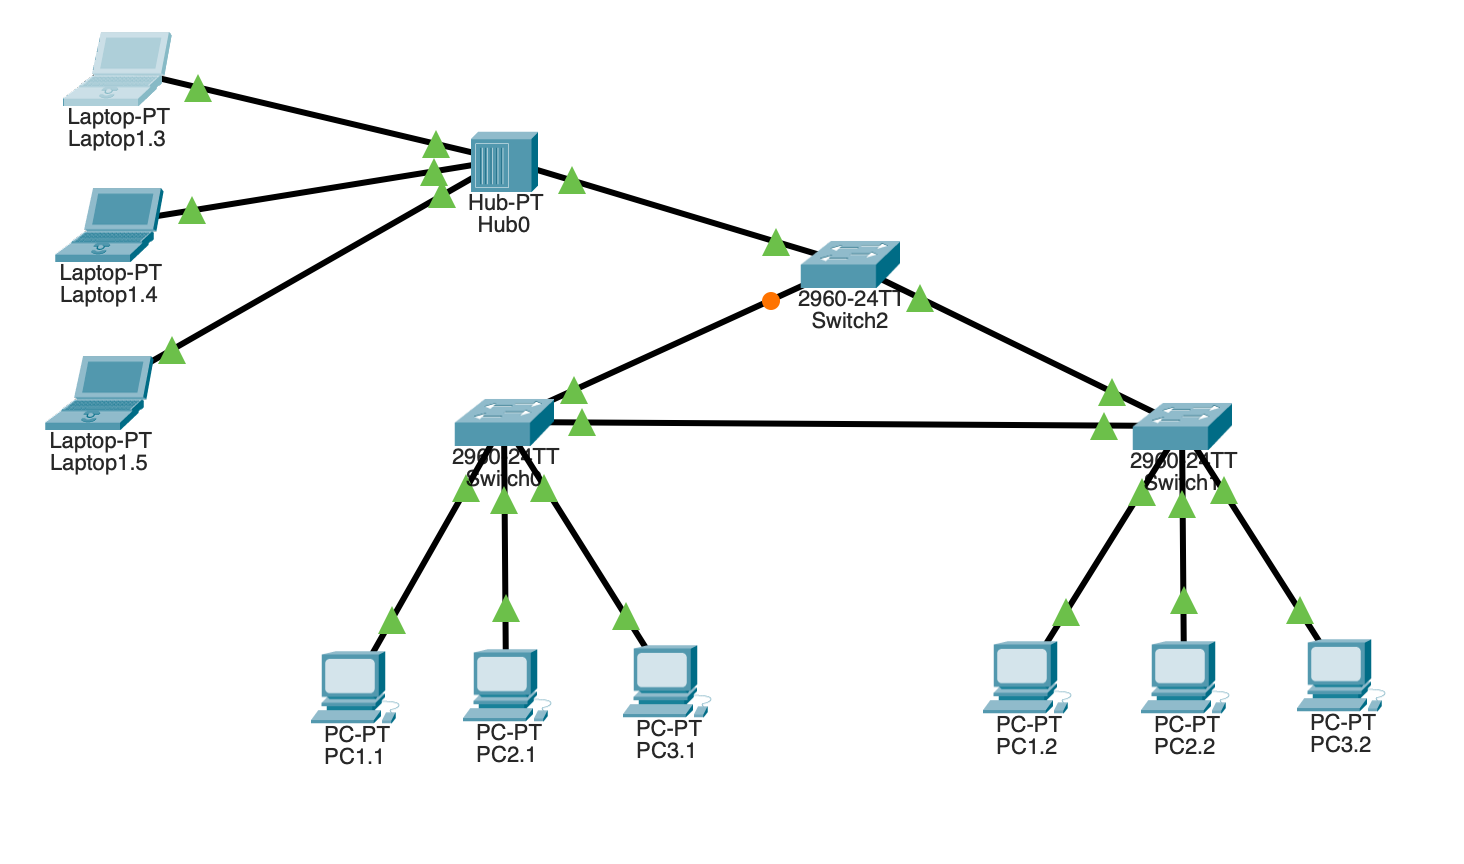 Laptop-PT
Laptop1.3
Hub-PT
Hub0
Laptop-PT
Laptop1.4
2960-24TT
Switch2
Laptop-PT
Laptop1.5
2960-24TT
Switch0
2960-24TT
Switch1
PC-PT
PC1.1
PC-PT
PC2.1
PC-PT
PC3.1
PC-PT
PC1.2
PC-PT
PC2.2
PC-PT
PC3.2